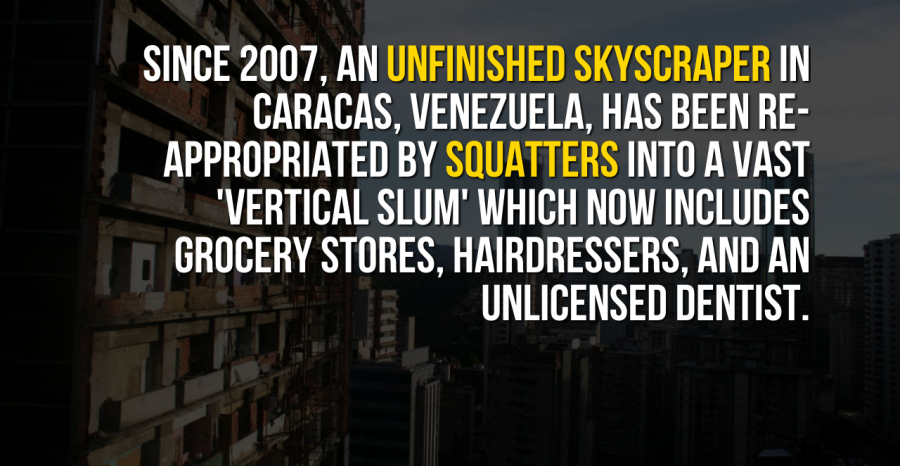 SINCE 2007, AN UNFINISHED SKYSCRAPER IN
CARACAS, VENEZUELA, HAS BEEN RE-
APPROPRIATED BY SQUATTERS INTO A VAST
'VERTICAL SLUM' WHICH NOW INCLUDES
GROCERY STORES, HAIRDRESSERS, AND AN
UNLICENSED DENTIST.